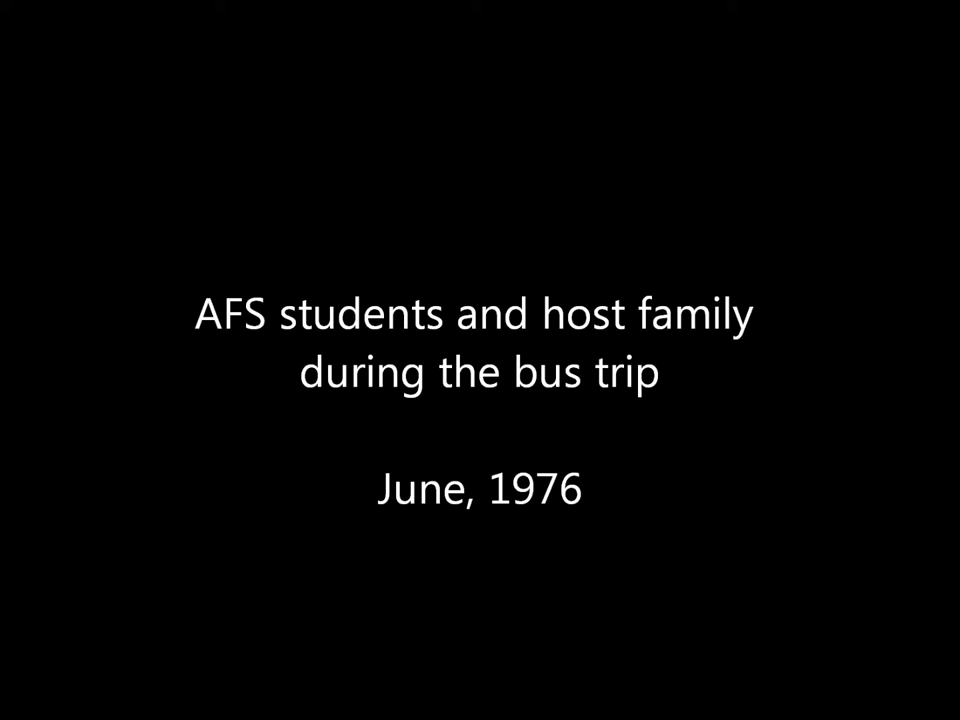 AFS students and host family
during the bus trip
June, 1976